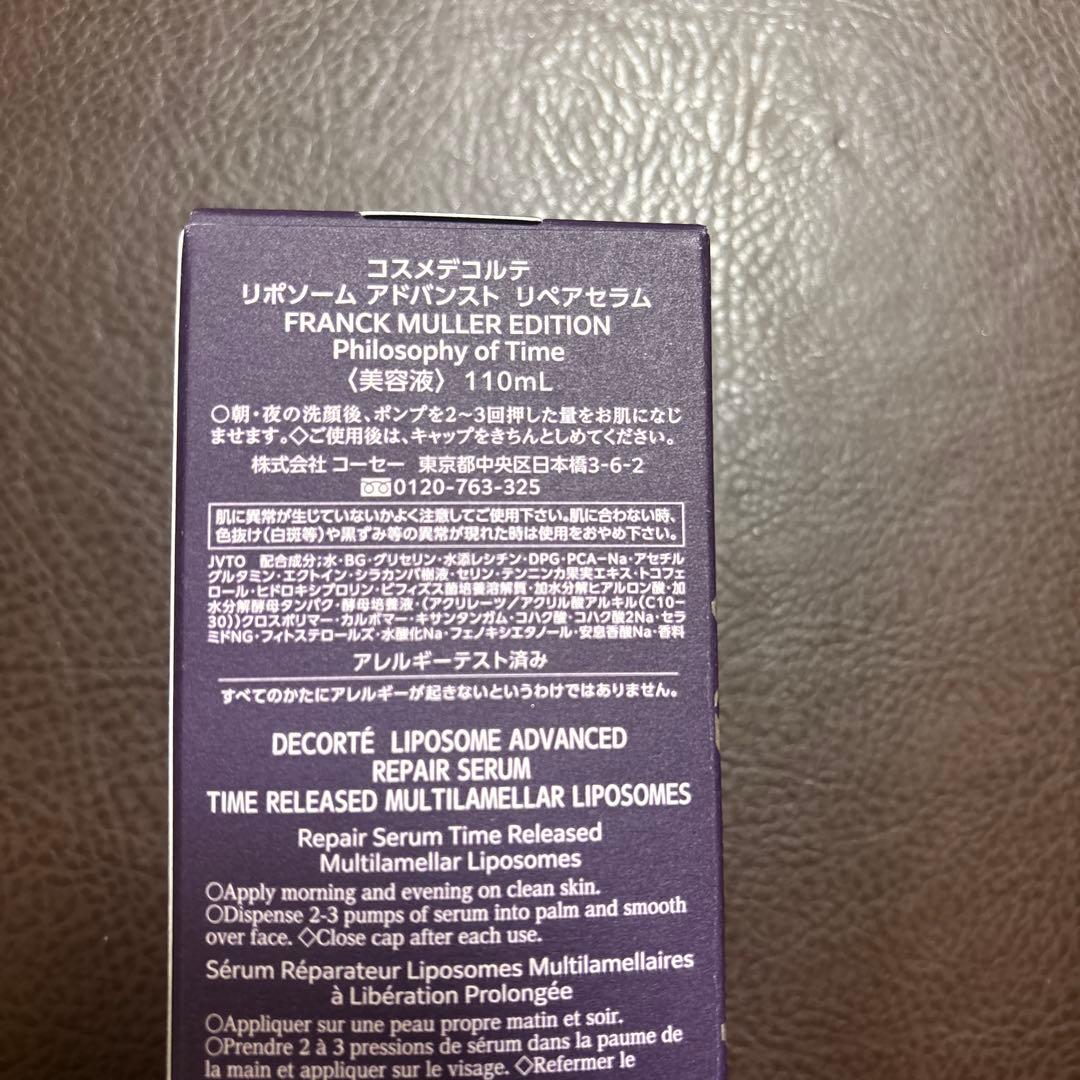 コスメデコルテ
リポソーム アドバンスト リペアセラム
FRANCK MULLER EDITION
Philosophy of Time
〈美容液〉 110mL
○朝・夜の洗顔後、ポンプを2〜3回押した量をお肌になじ
ませます。◇ご使用後は、キャップをきちんとしめてください。
株式会社 コーセー 東京都中央区日本橋3-6-2
0120-763-325
肌に異常が生じていないかよく注意してご使用下さい。肌に合わない時、
色抜け(白斑等)や黒ずみ等の異常が現れた時は使用をおやめ下さい。
JVTO 配合成分;水・BG・グリセリン・水添レシチン・DPG・PCA-Na・アセチル
グルタミン・エクトイン・シラカンバ樹液・セリン・テンニンカ果実エキス・トコフェ
ロール・ヒドロキシプロリン・ビフィズス菌培養溶解質・加水分解ヒアルロン酸・加
水分解酵母タンパク・酵母培養液・(アクリレーツ/アクリル酸アルキル(C10-
30))クロスポリマー・カルボマー・キサンタンガム・コハク酸・コハク酸2Na・セラ
ミドNG・フィトステロールズ・水酸化Na・フェノキシエタノール・安息香酸Na・香料
アレルギーテスト済み
すべてのかたにアレルギーが起きないというわけではありません。
DECORTÉ LIPOSOME ADVANCED
REPAIR SERUM
TIME RELEASED MULTILAMELLAR LIPOSOMES
Repair Serum Time Released
Multilamellar Liposomes
○Apply morning and evening on clean skin.
○Dispense 2-3 pumps of serum into palm and smooth
over face. ◇Close cap after each use.
Sérum Réparateur Liposomes Multilamellaires
à Libération Prolongée
○Appliquer sur une peau propre matin et soir.
○Prendre 2 à 3 pressions de sérum dans la paume de
la main et appliquer sur le visage. ◇Refermer le